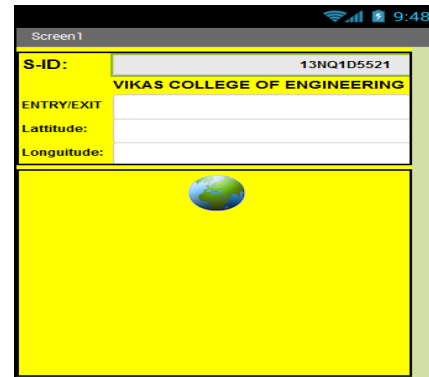 9:48
Screen1
S-ID: 13NQ1D5521
VIKAS COLLEGE OF ENGINEERING
ENTRY/EXIT
Lattitude:
Longuitude: